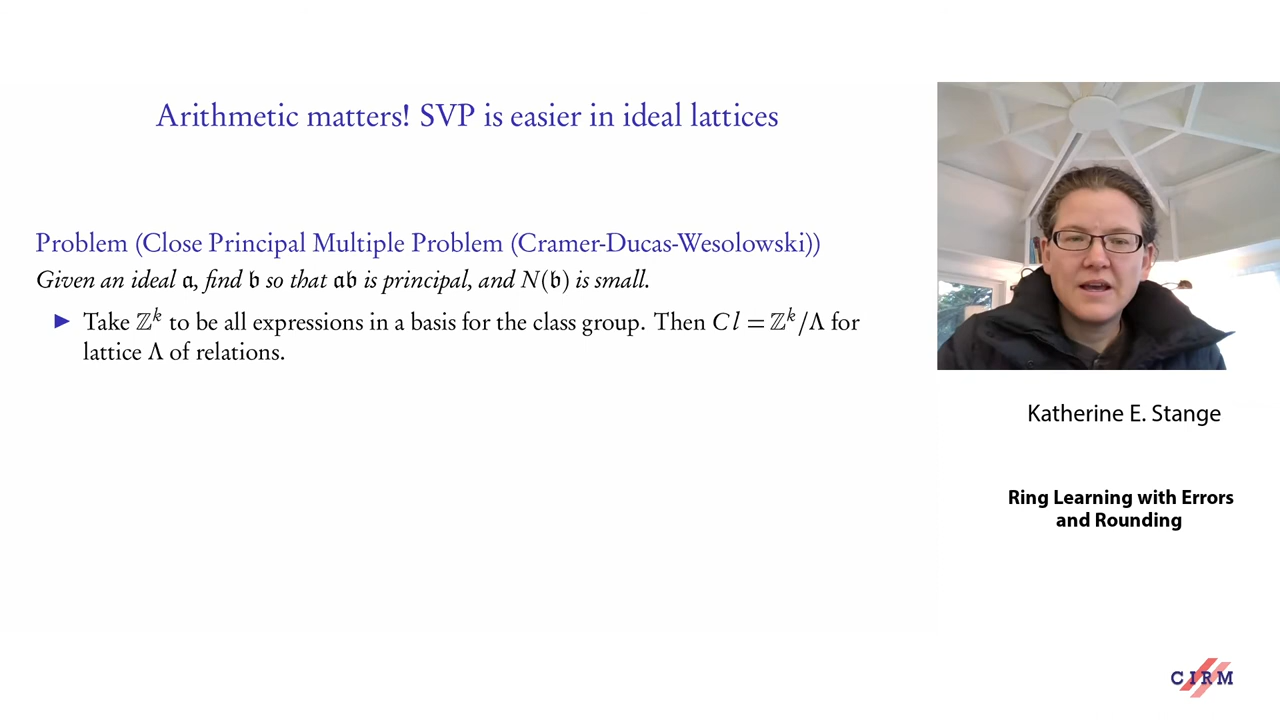 Arithmetic matters! SVP is easier in ideal lattices
Problem (Close Principal Multiple Problem (Cramer-Ducas-Wesolowski))
Given an ideal 𝔞, find 𝔟 so that 𝔞𝔟 is principal, and N(𝔟) is small.
▶ Take ℤ^k to be all expressions in a basis for the class group. Then Cl = ℤ^k/Λ for
lattice Λ of relations.
Katherine E. Stange
Ring Learning with Errors
and Rounding
CIRM